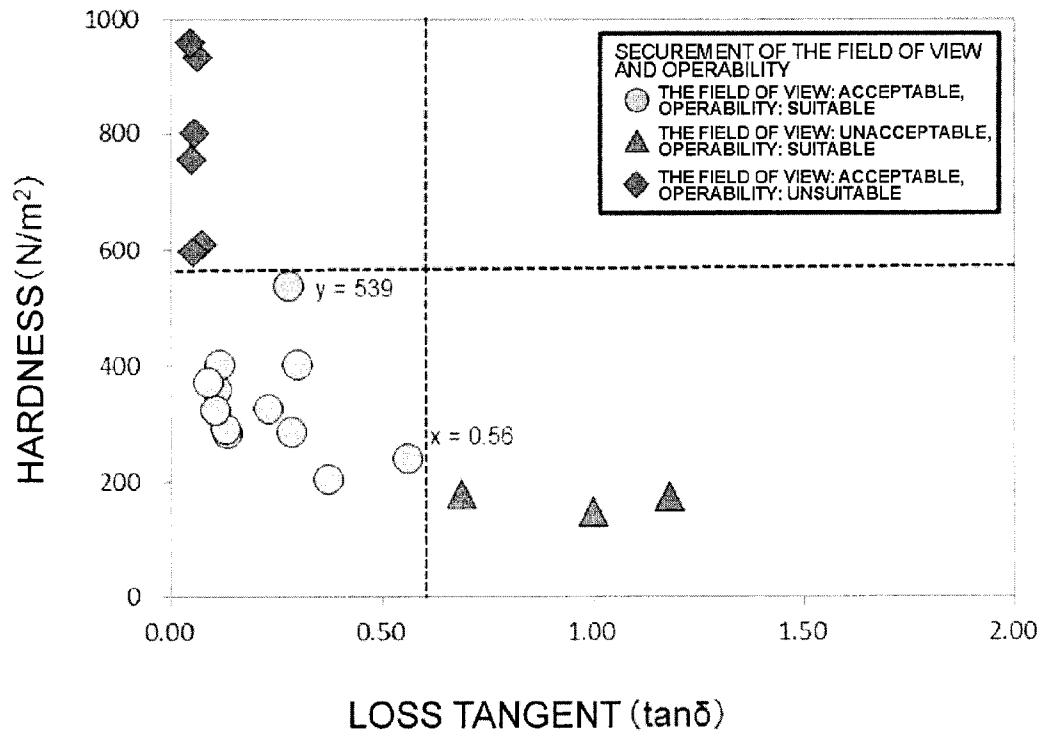 1000
800
600
400
200
0
HARDNESS (N/m²)
SECUREMENT OF THE FIELD OF VIEW
AND OPERABILITY
THE FIELD OF VIEW: ACCEPTABLE,
OPERABILITY: SUITABLE
THE FIELD OF VIEW: UNACCEPTABLE,
OPERABILITY: SUITABLE
THE FIELD OF VIEW: ACCEPTABLE,
OPERABILITY: UNSUITABLE
y = 539
x = 0.56
0.00 0.50 1.00 1.50 2.00
LOSS TANGENT (tanδ)